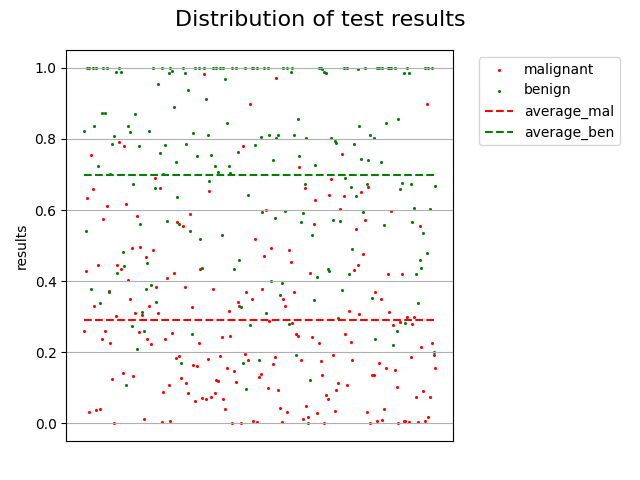 Distribution of test results
1.0
0.8
0.6
0.4
0.2
0.0
results
malignant
benign
average_mal
average_ben